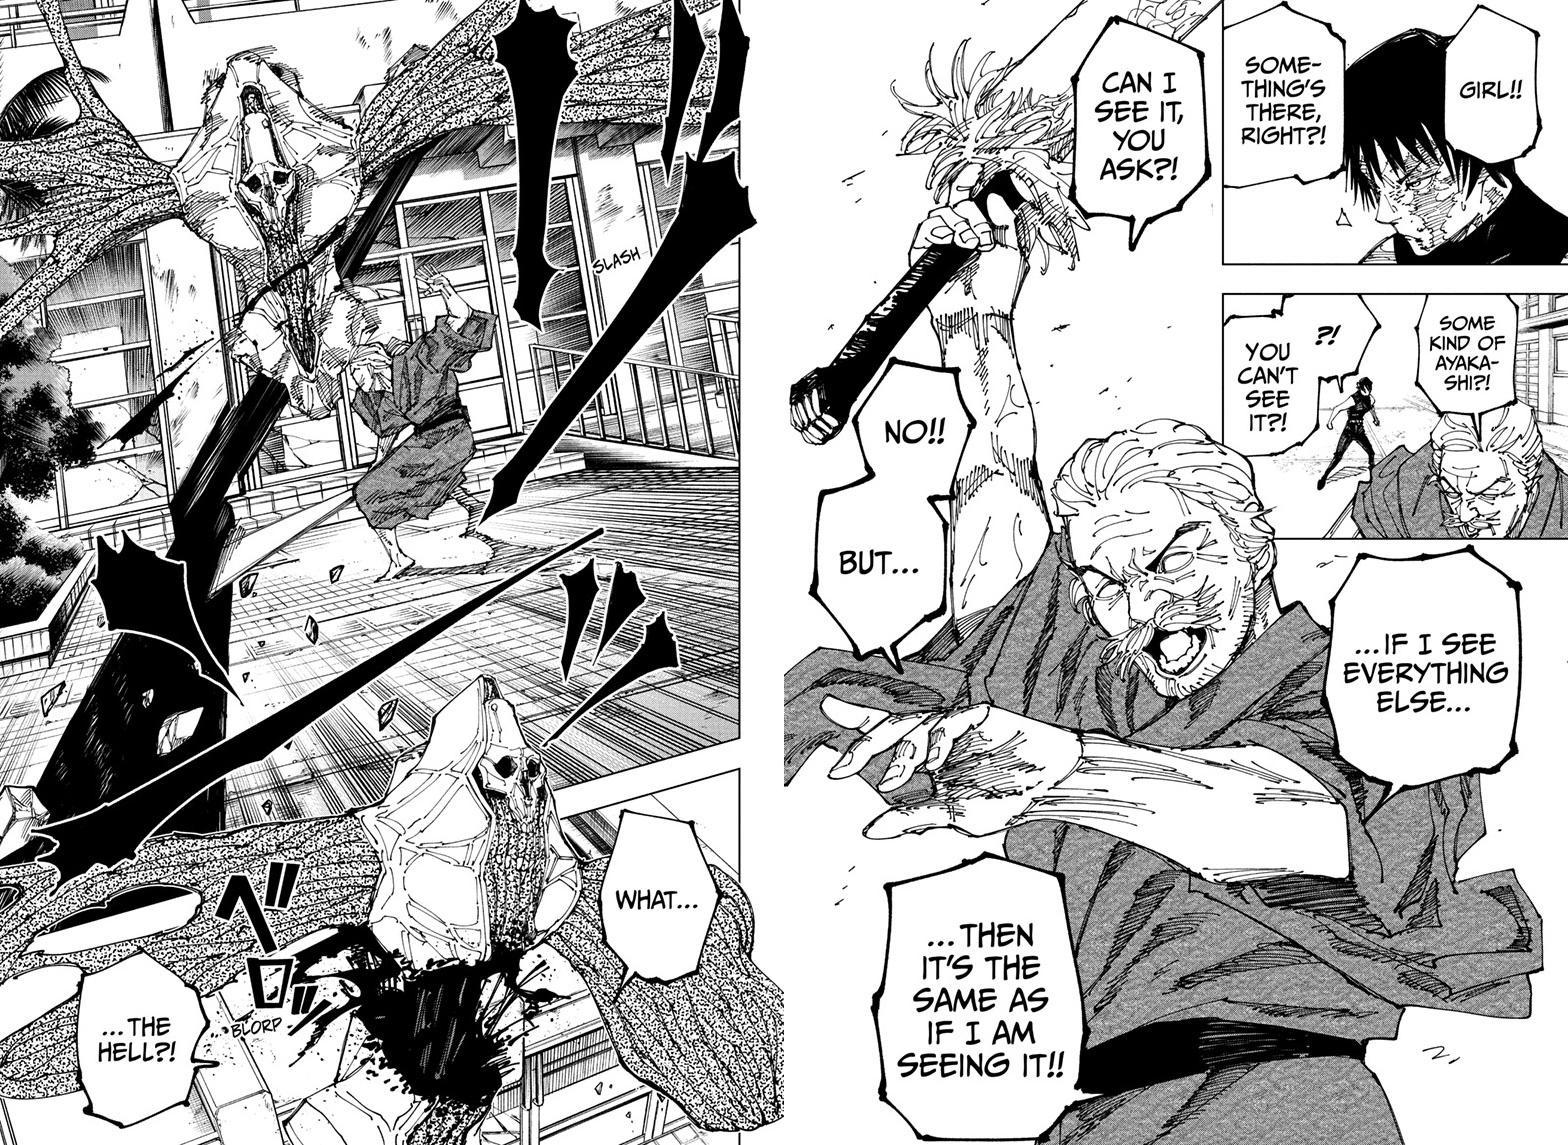 GIRL!!
SOME-
THING'S
THERE,
RIGHT?!
SOME
KIND OF
AYAKA-
SHI?!
?!
YOU
CAN'T
SEE
IT?!
CAN I
SEE IT,
YOU
ASK?!
NO!!
BUT...
...IF I SEE
EVERYTHING
ELSE...
...THEN
IT'S THE
SAME AS
IF I AM
SEEING IT!!
SLASH
WHAT...
BLORP
...THE
HELL?!